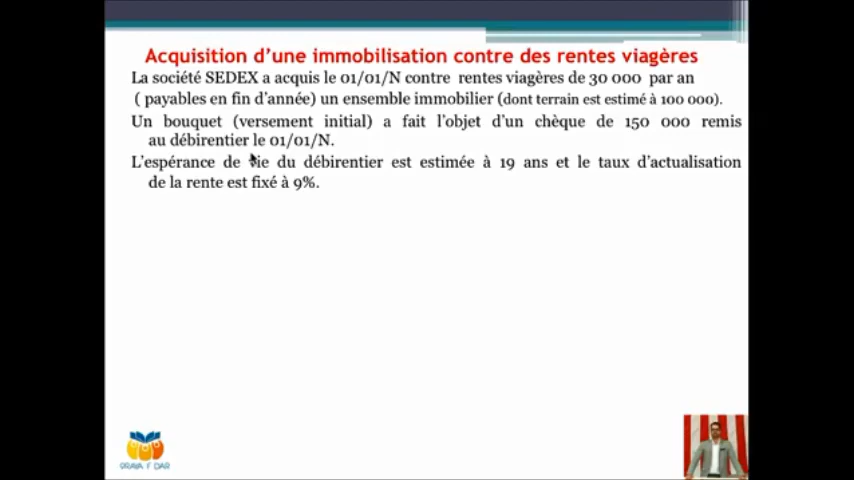 Acquisition d'une immobilisation contre des rentes viagères
La société SEDEX a acquis le 01/01/N contre rentes viagères de 30 000 par an
( payables en fin d'année) un ensemble immobilier (dont terrain est estimé à 100 000).
Un bouquet (versement initial) a fait l'objet d'un chèque de 150 000 remis
au débirentier le 01/01/N.
L'espérance de vie du débirentier est estimée à 19 ans et le taux d'actualisation
de la rente est fixé à 9%.